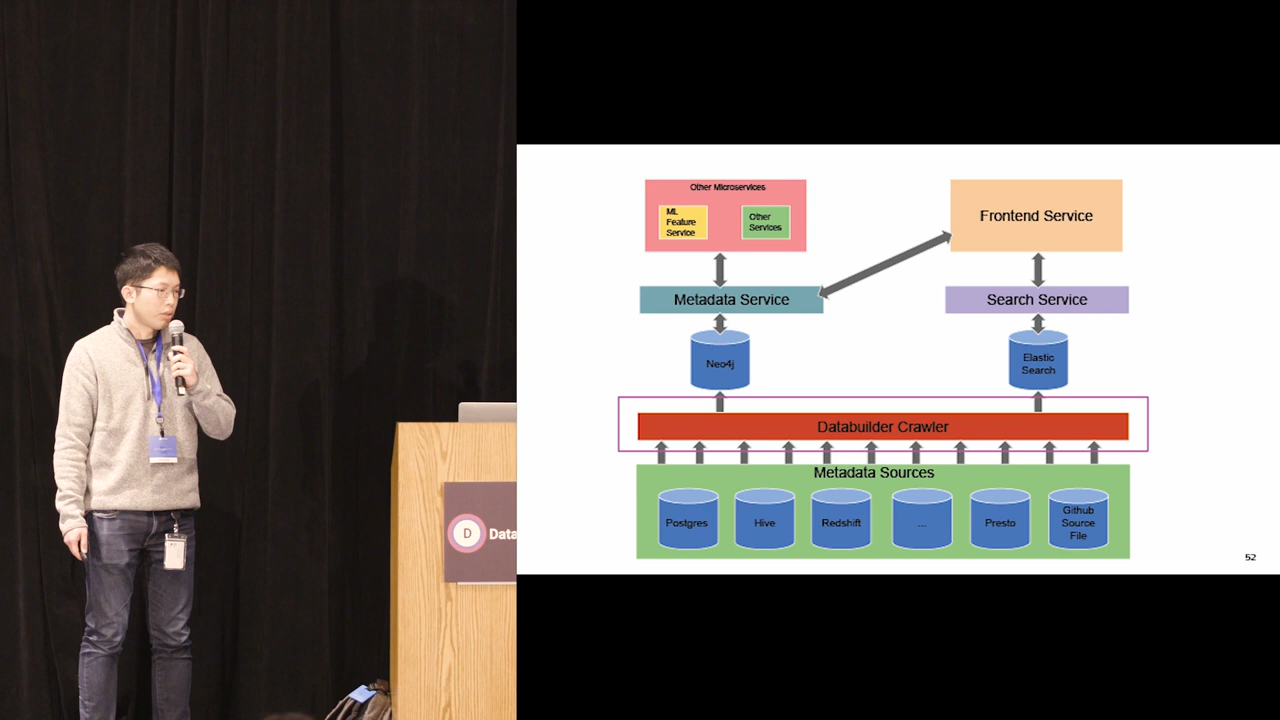 Other Microservices
ML
Feature
Service
Other
Services
Frontend Service
Metadata Service
Search Service
Neo4j
Elastic
Search
Databuilder Crawler
Metadata Sources
Postgres
Hive
Redshift
...
Presto
Github
Source
File
52
D
Data